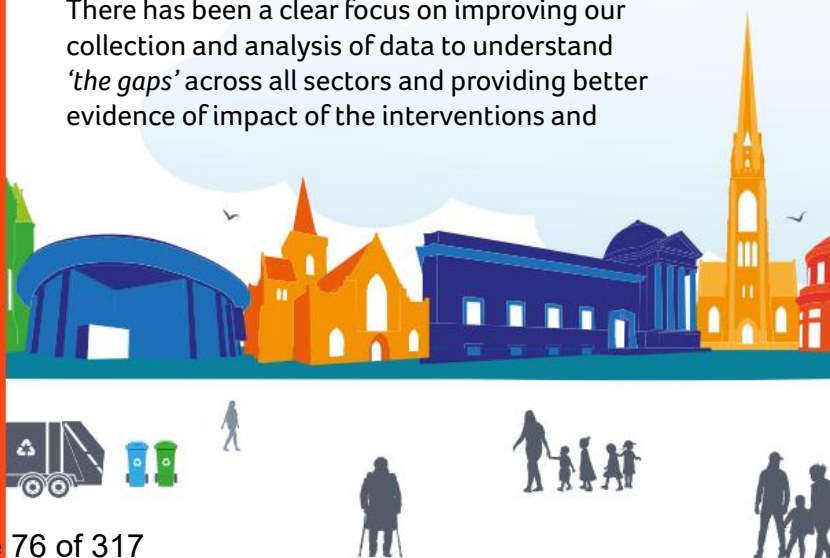 There has been a clear focus on improving our
collection and analysis of data to understand
‘the gaps’ across all sectors and providing better
evidence of impact of the interventions and
76 of 317